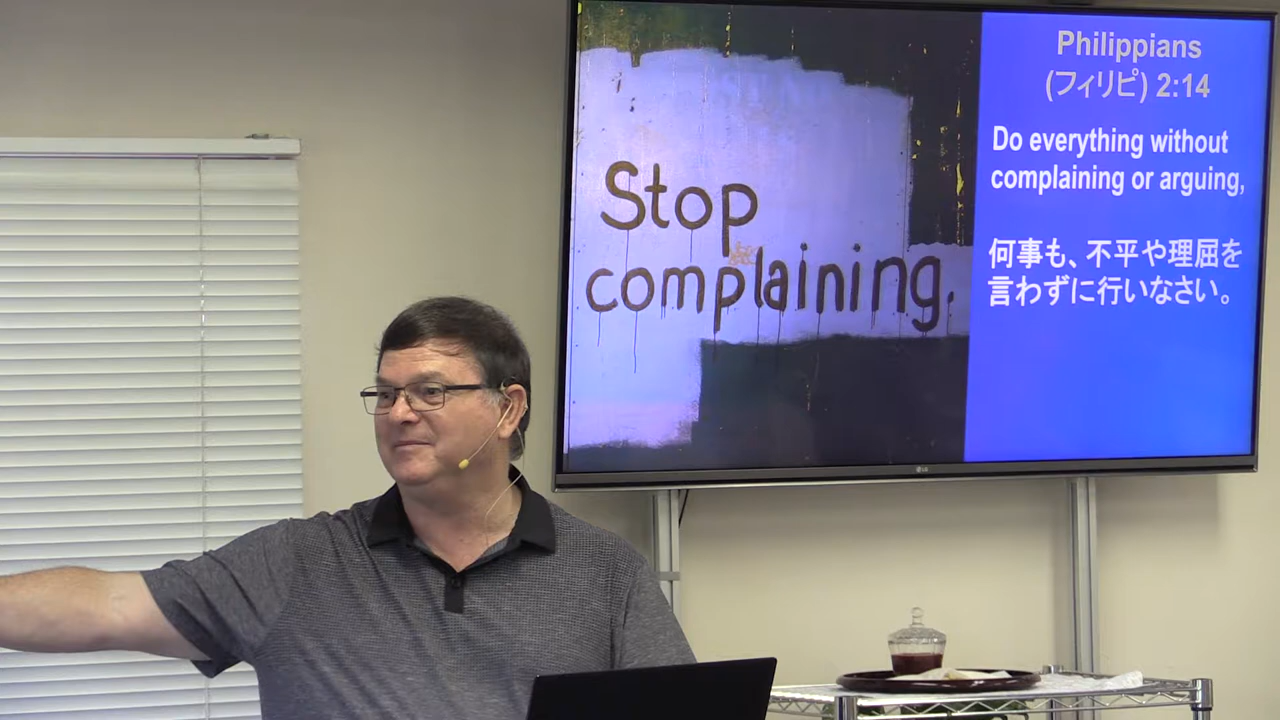 Stop
complaining.
Philippians
(フィリピ) 2:14
Do everything without
complaining or arguing,
何事も、不平や理屈を
言わずに行いなさい。
LG